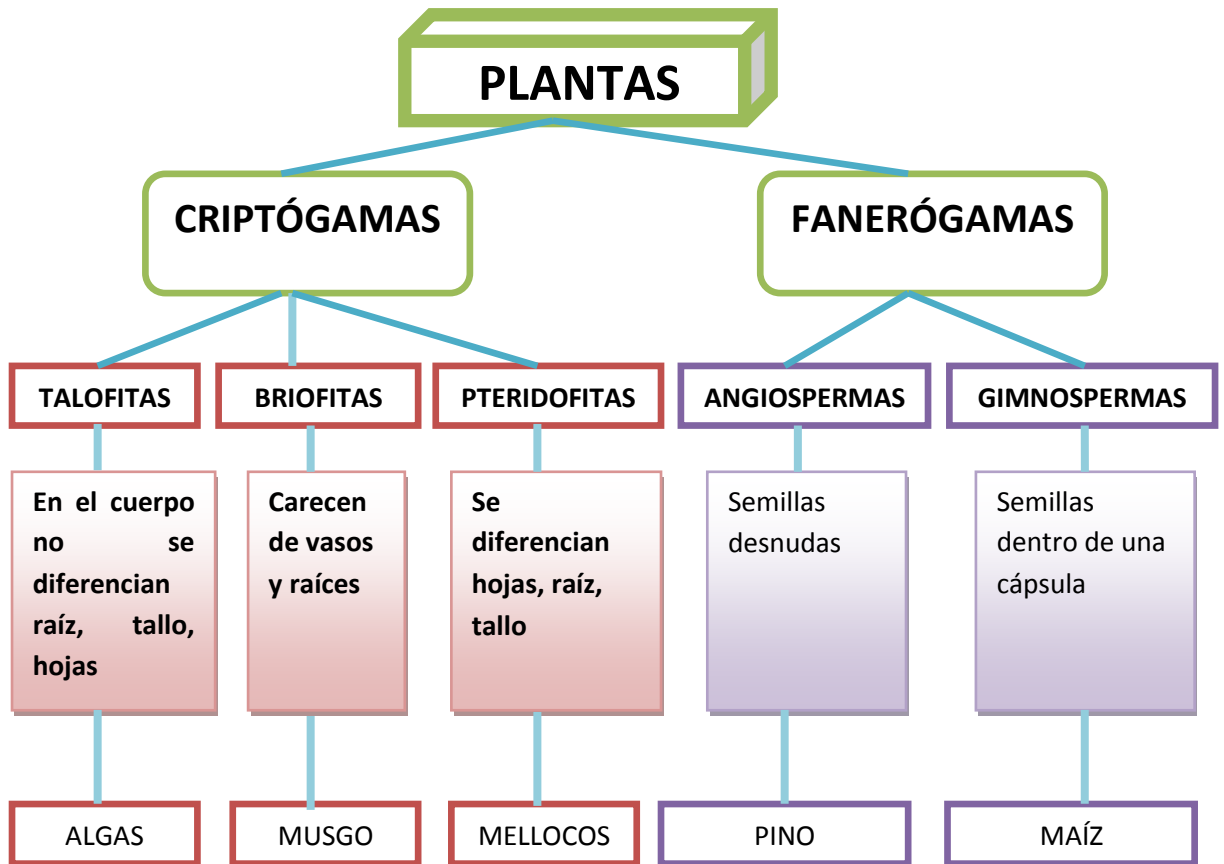 PLANTAS
CRIPTÓGAMAS
FANERÓGAMAS
TALOFITAS
BRIOFITAS
PTERIDOFITAS
ANGIOSPERMAS
GIMNOSPERMAS
En el cuerpo
no se
diferencian
raíz, tallo,
hojas
Carecen
de vasos
y raíces
Se
diferencian
hojas, raíz,
tallo
Semillas
desnudas
Semillas
dentro de una
cápsula
ALGAS
MUSGO
MELLOCOS
PINO
MAÍZ